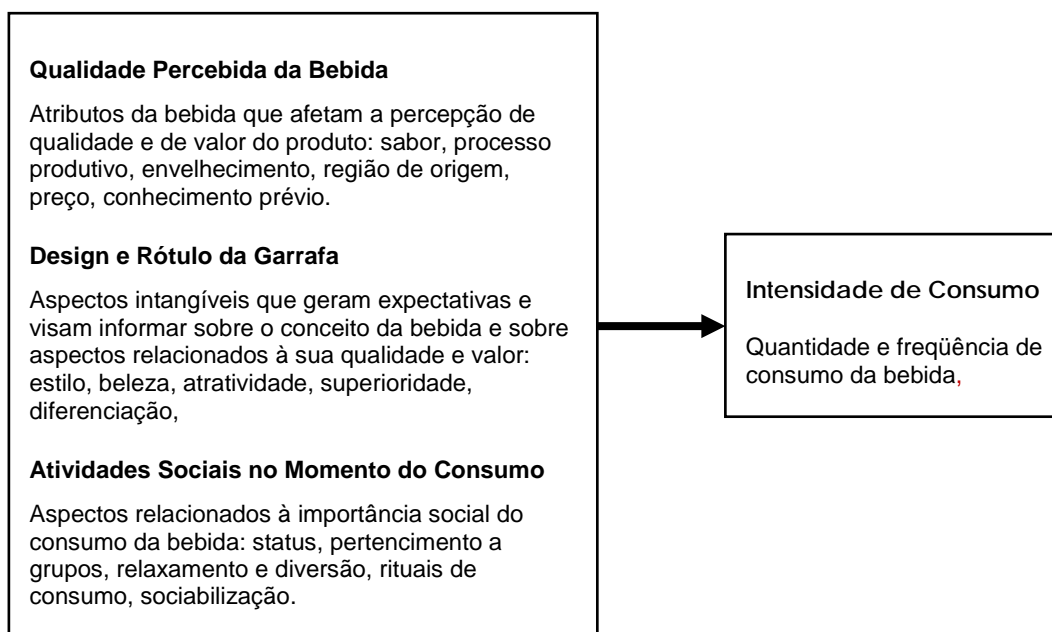 Qualidade Percebida da Bebida
Atributos da bebida que afetam a percepção de
qualidade e de valor do produto: sabor, processo
produtivo, envelhecimento, região de origem,
preço, conhecimento prévio.
Design e Rótulo da Garrafa
Aspectos intangíveis que geram expectativas e
visam informar sobre o conceito da bebida e sobre
aspectos relacionados à sua qualidade e valor:
estilo, beleza, atratividade, superioridade,
diferenciação,
Atividades Sociais no Momento do Consumo
Aspectos relacionados à importância social do
consumo da bebida: status, pertencimento a
grupos, relaxamento e diversão, rituais de
consumo, sociabilização.
Intensidade de Consumo
Quantidade e freqüência de
consumo da bebida,